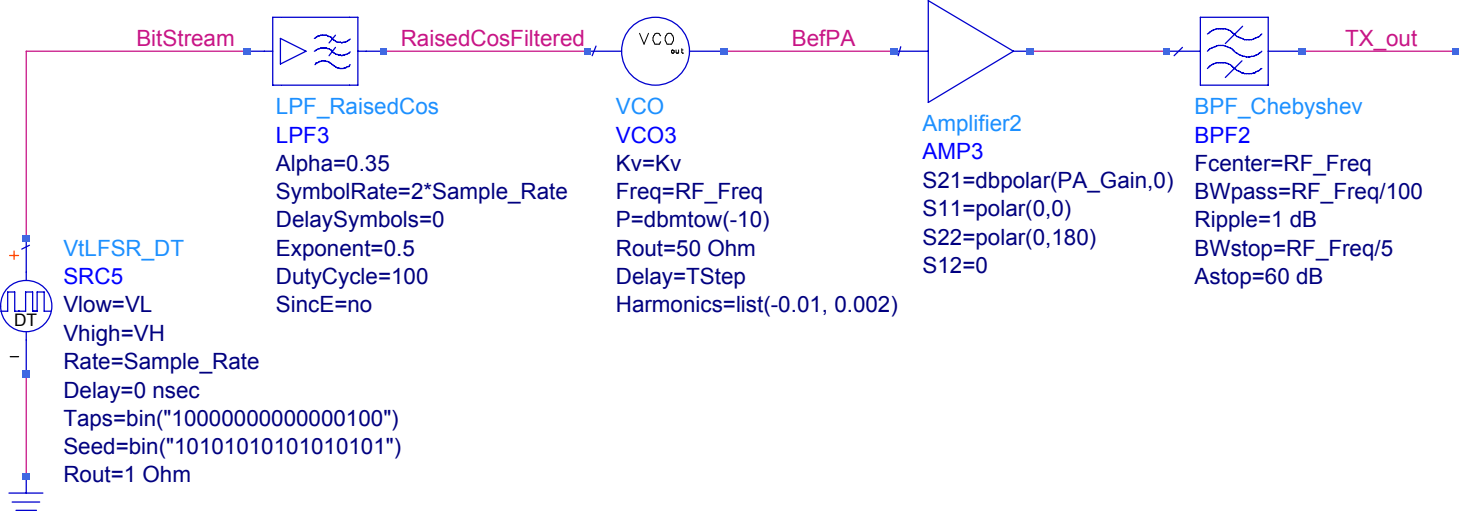 BitStream
RaisedCosFiltered
VCO
out
BefPA
TX_out
LPF_RaisedCos
LPF3
Alpha=0.35
SymbolRate=2*Sample_Rate
DelaySymbols=0
Exponent=0.5
DutyCycle=100
SincE=no
VCO
VCO3
Kv=Kv
Freq=RF_Freq
P=dbmtow(-10)
Rout=50 Ohm
Delay=TStep
Harmonics=list(-0.01, 0.002)
Amplifier2
AMP3
S21=dbpolar(PA_Gain,0)
S11=polar(0,0)
S22=polar(0,180)
S12=0
BPF_Chebyshev
BPF2
Fcenter=RF_Freq
BWpass=RF_Freq/100
Ripple=1 dB
BWstop=RF_Freq/5
Astop=60 dB
+
DT
–
VtLFSR_DT
SRC5
Vlow=VL
Vhigh=VH
Rate=Sample_Rate
Delay=0 nsec
Taps=bin("10000000000000100")
Seed=bin("10101010101010101")
Rout=1 Ohm